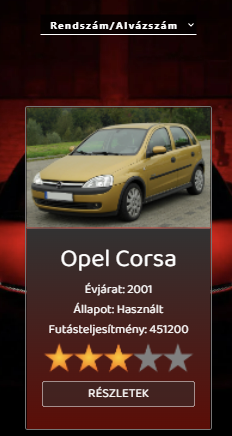 Rendszám/Alvázszám
Opel Corsa
Évjárat: 2001
Állapot: Használt
Futásteljesítmény: 451200
RÉSZLETEK